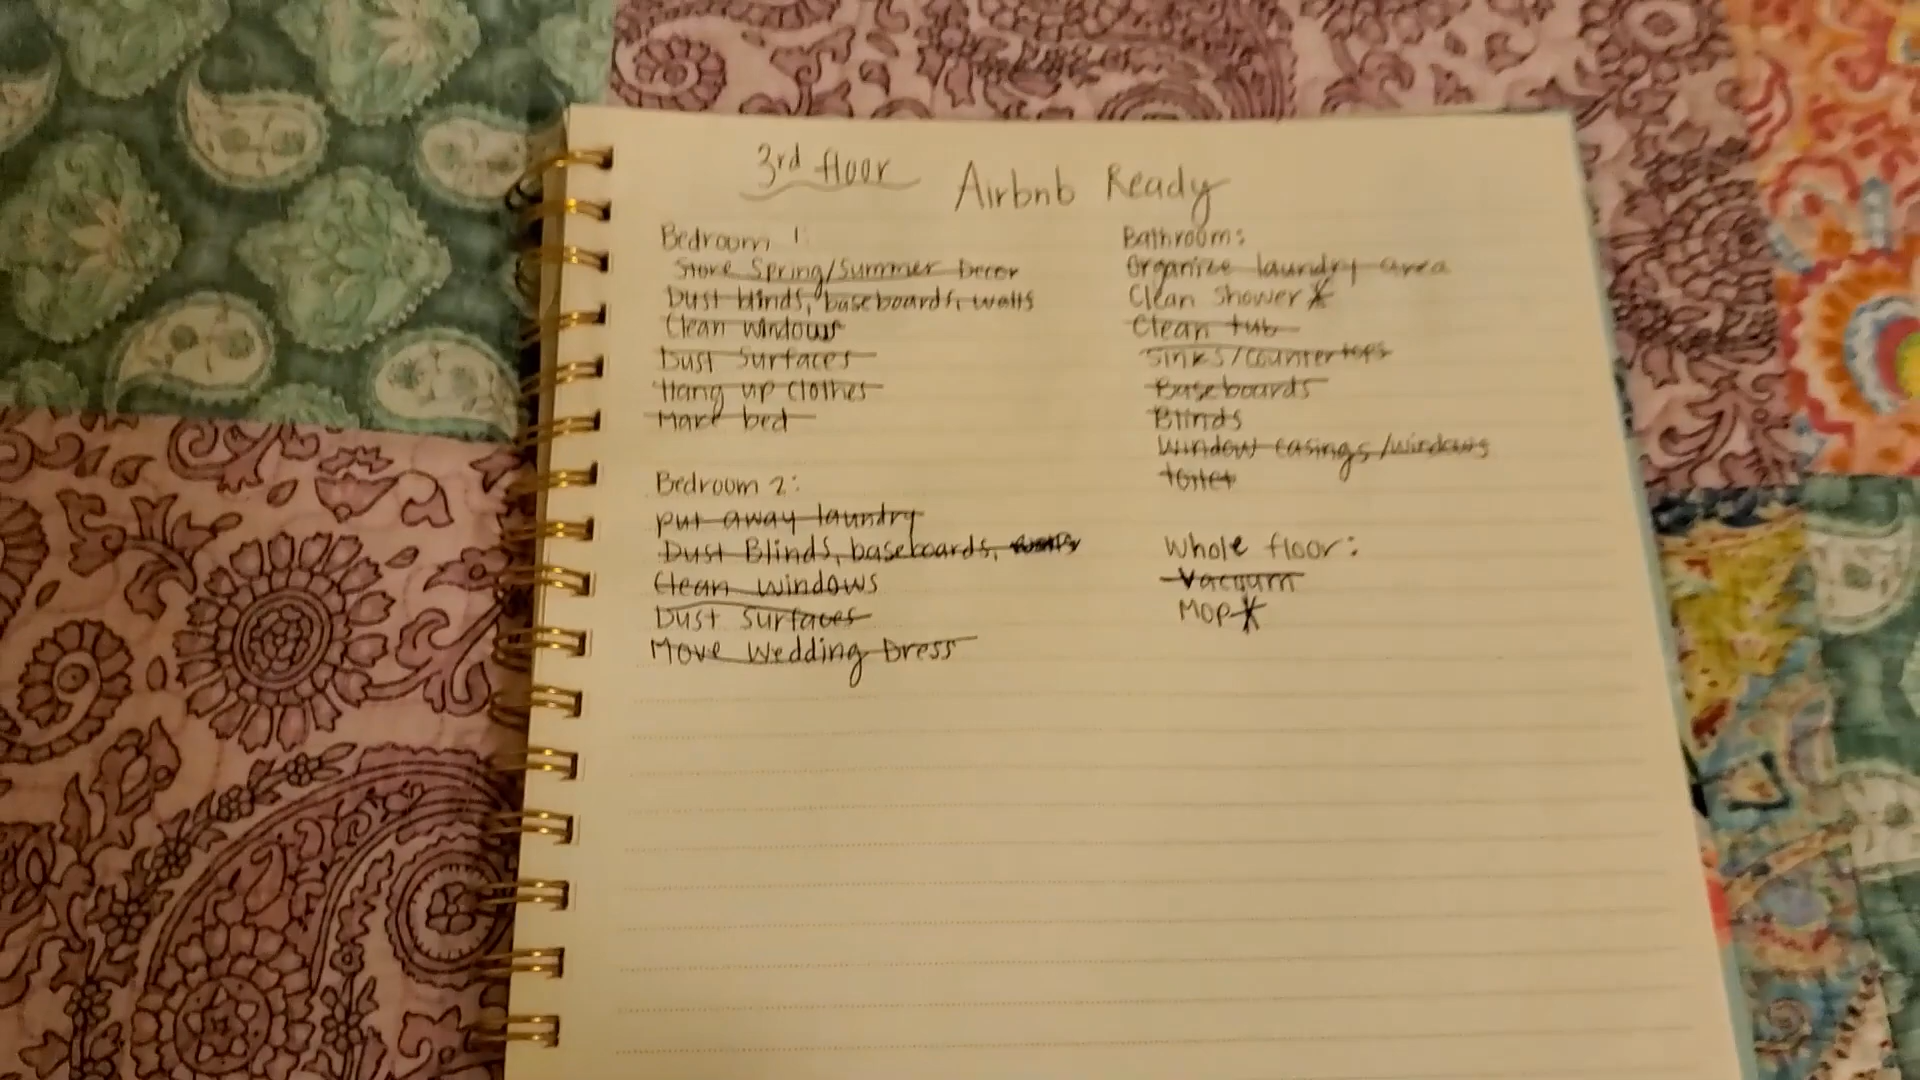 3rd floor
Airbnb Ready
Bedroom 1:
Store Spring/Summer Decor
Dust blinds, baseboards, walls
Clean windows
Dust Surfaces
Hang up clothes
Make bed
Bedroom 2:
put away laundry
Dust Blinds, baseboards,
Clean windows
Dust surfaces
Move Wedding Dress
Bathroom:
Organize laundry area
Clean Shower*
Clean tub
Sinks/countertops
Baseboards
Blinds
Window casings/windows
toilet
Whole floor:
Vacuum
Mop*